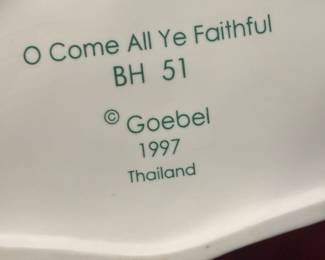 O Come All Ye Faithful
BH 51
© Goebel
1997
Thailand